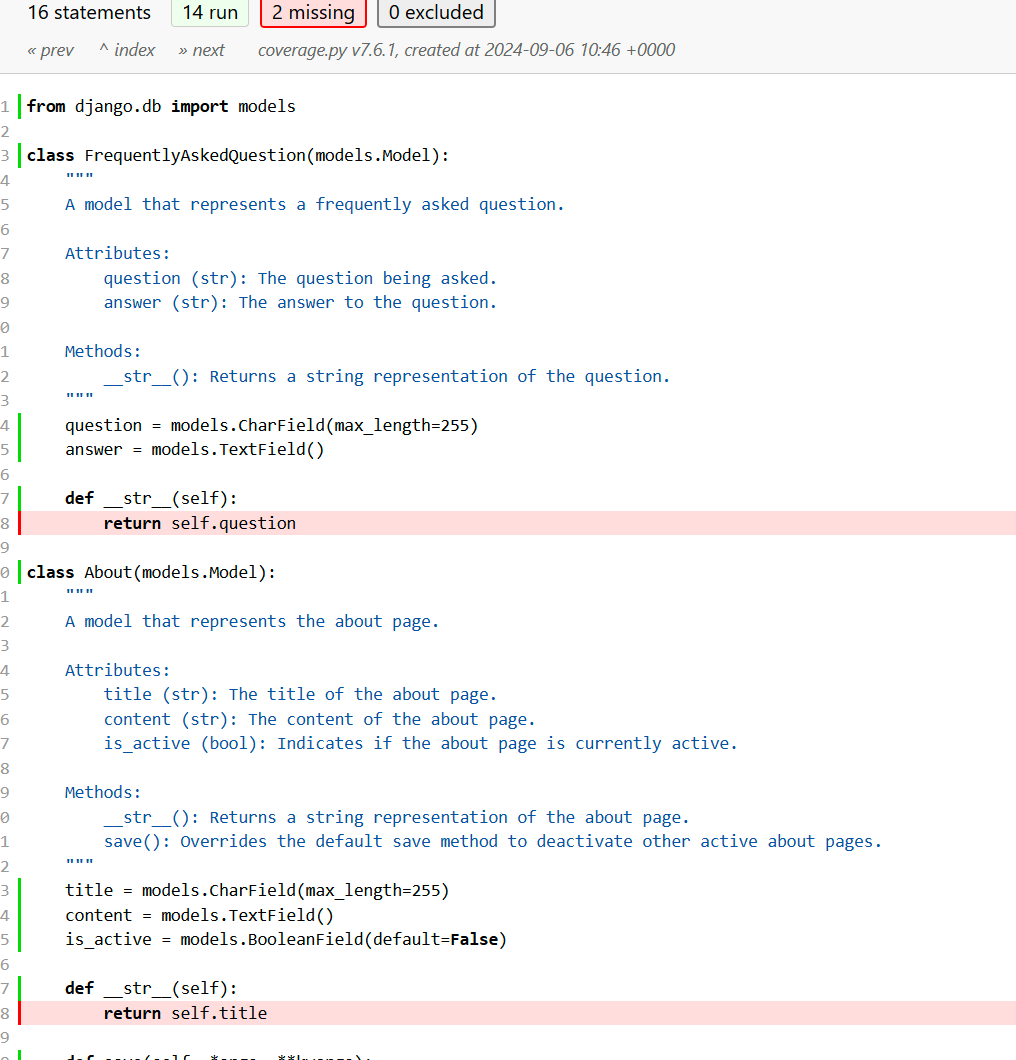 16 statements 14 run 2 missing 0 excluded
« prev ^ index » next coverage.py v7.6.1, created at 2024-09-06 10:46 +0000
1 from django.db import models
2
3 class FrequentlyAskedQuestion(models.Model):
4 """
5 A model that represents a frequently asked question.
6
7 Attributes:
8 question (str): The question being asked.
9 answer (str): The answer to the question.
0
1 Methods:
2 __str__(): Returns a string representation of the question.
3 """
4 question = models.CharField(max_length=255)
5 answer = models.TextField()
6
7 def __str__(self):
8 return self.question
9
0 class About(models.Model):
1 """
2 A model that represents the about page.
3
4 Attributes:
5 title (str): The title of the about page.
6 content (str): The content of the about page.
7 is_active (bool): Indicates if the about page is currently active.
8
9 Methods:
0 __str__(): Returns a string representation of the about page.
1 save(): Overrides the default save method to deactivate other active about pages.
2 """
3 title = models.CharField(max_length=255)
4 content = models.TextField()
5 is_active = models.BooleanField(default=False)
6
7 def __str__(self):
8 return self.title
9
def save(self, *args, **kwargs):